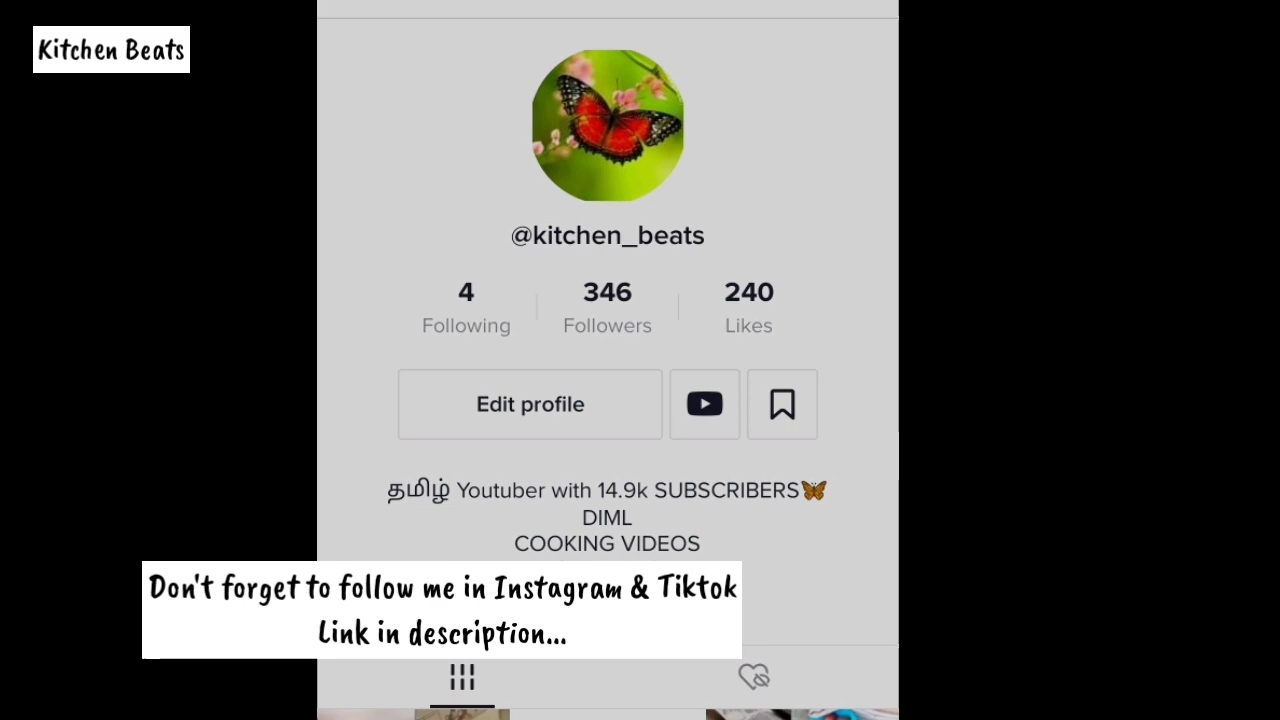 Kitchen Beats
@kitchen_beats
4 346 240
Following Followers Likes
Edit profile
தமிழ் Youtuber with 14.9k SUBSCRIBERS🦋
DIML
COOKING VIDEOS
Don't forget to follow me in Instagram & Tiktok
Link in description...